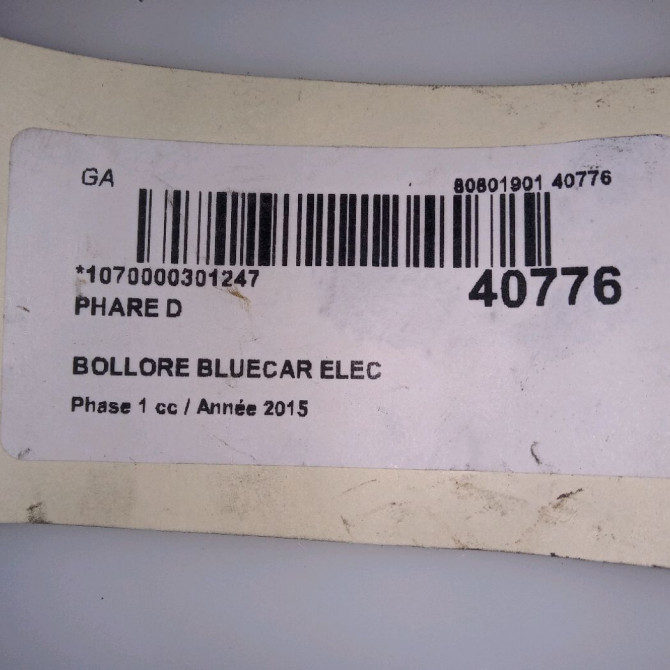 GA
80801901 40776
*1070000301247
40776
PHARE D
BOLLORE BLUECAR ELEC
Phase 1 cc / Année 2015